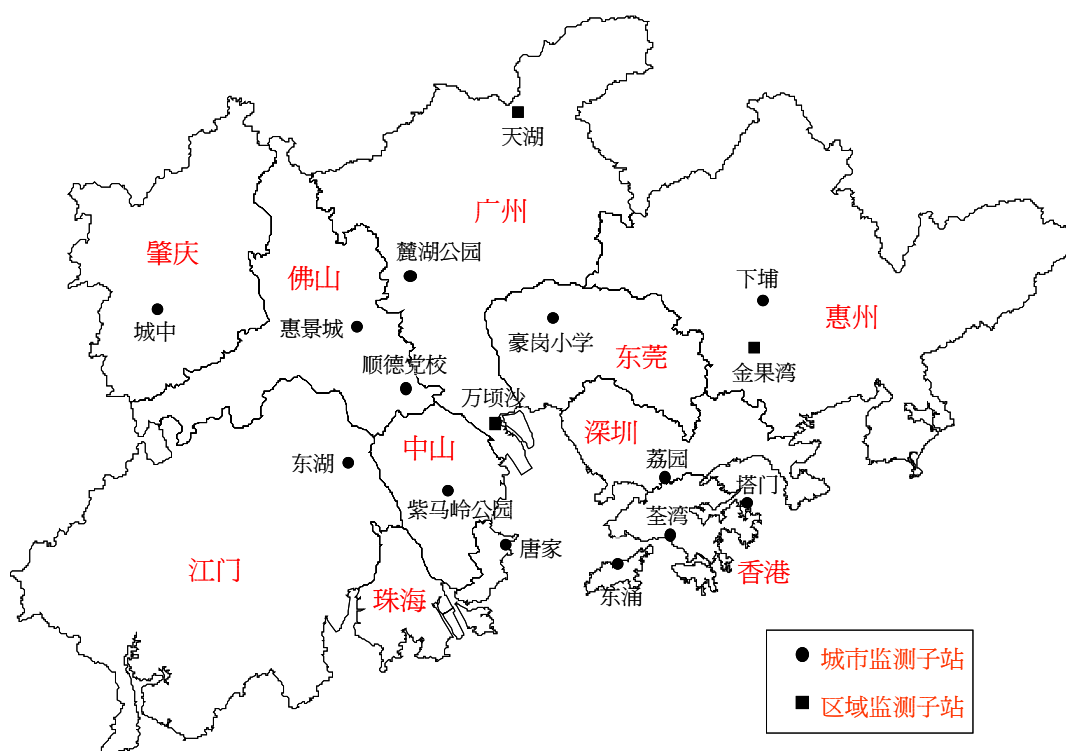 天湖
广州
肇庆
麓湖公园
佛山
下埔
惠州
城中
惠景城
豪岗小学
东莞
金果湾
顺德党校
万顷沙
深圳
中山
东湖
荔园
塔门
紫马岭公园
荃湾
唐家
江门
珠海
东涌
香港
城市监测子站
区域监测子站